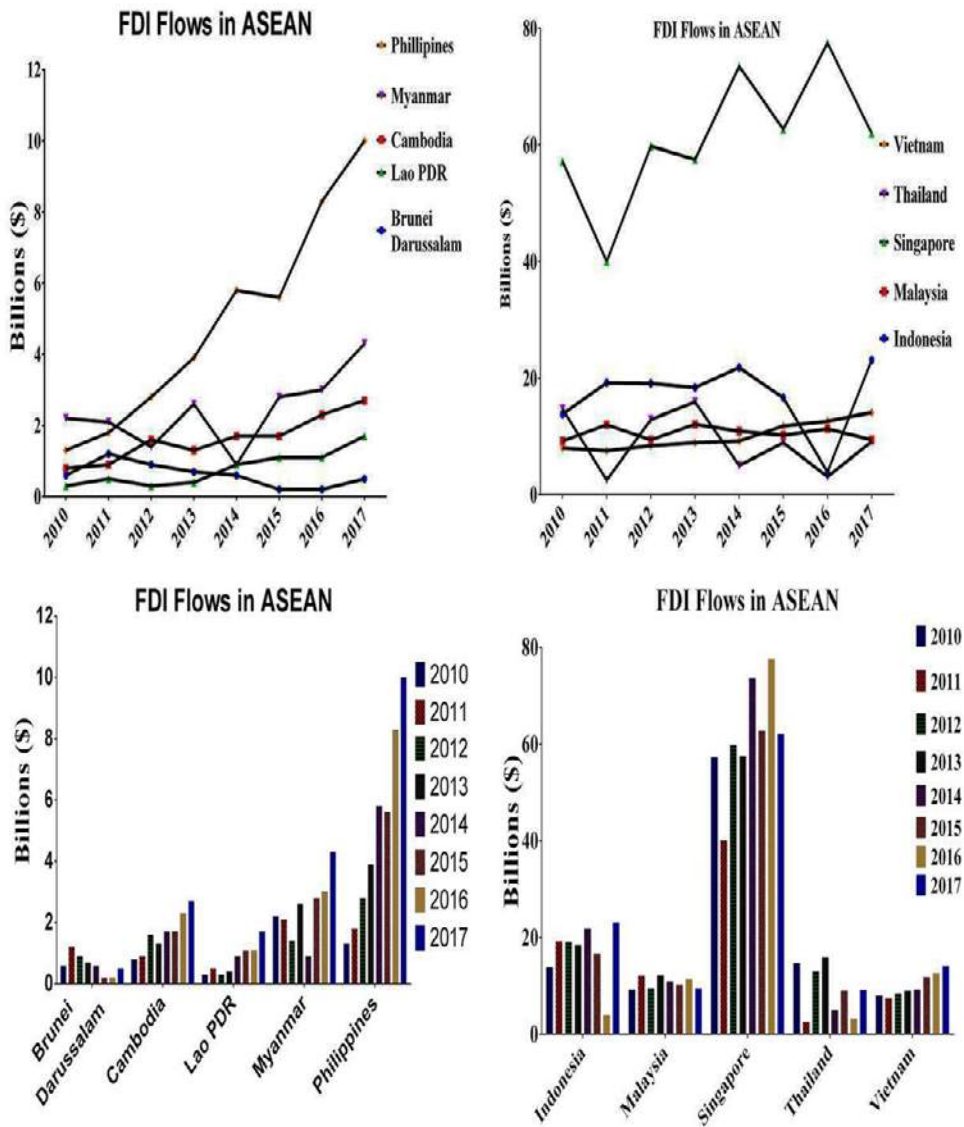 FDI Flows in ASEAN
Billions ($)
12
10
8
6
4
2
0
2010
2011
2012
2013
2014
2015
2016
2017
Phillipines
Myanmar
Cambodia
Lao PDR
Brunei
Darussalam
FDI Flows in ASEAN
Billions ($)
80
60
40
20
0
2010
2011
2012
2013
2014
2015
2016
2017
Vietnam
Thailand
Singapore
Malaysia
Indonesia
FDI Flows in ASEAN
Billions ($)
12
10
8
6
4
2
0
Brunei
Darussalam
Cambodia
Lao PDR
Myanmar
Philippines
2010
2011
2012
2013
2014
2015
2016
2017
FDI Flows in ASEAN
Billions ($)
80
60
40
20
0
Indonesia
Malaysia
Singapore
Thailand
Vietnam
2010
2011
2012
2013
2014
2015
2016
2017